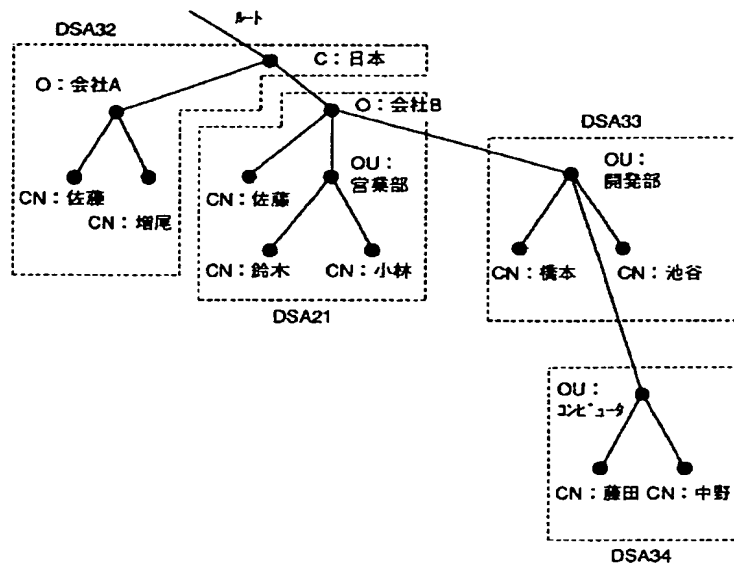 ルート
DSA32
C：日本
O：会社A
O：会社B
DSA33
OU：
開発部
OU：
営業部
CN：佐藤
CN：増尾
CN：佐藤
CN：鈴木
CN：小林
CN：橋本
CN：池谷
DSA21
OU：
ｺﾝﾋﾟｭｰﾀ
CN：藤田
CN：中野
DSA34